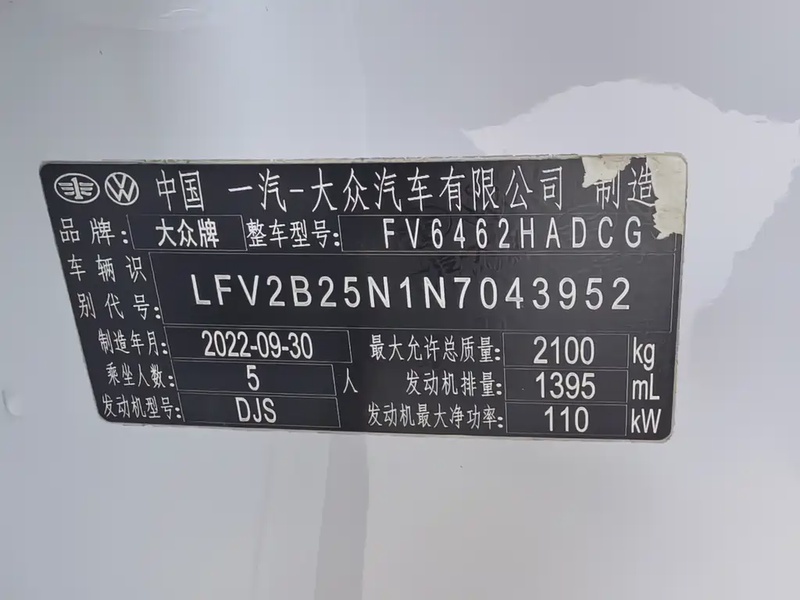 中国 一汽-大众汽车有限公司 制造
品牌: 大众牌 整车型号: FV6462HADCG
车辆识别代号: LFV2B25N1N7043952
制造年月: 2022-09-30 最大允许总质量: 2100 kg
乘坐人数: 5 人 发动机排量: 1395 mL
发动机型号: DJS 发动机最大净功率: 110 kW